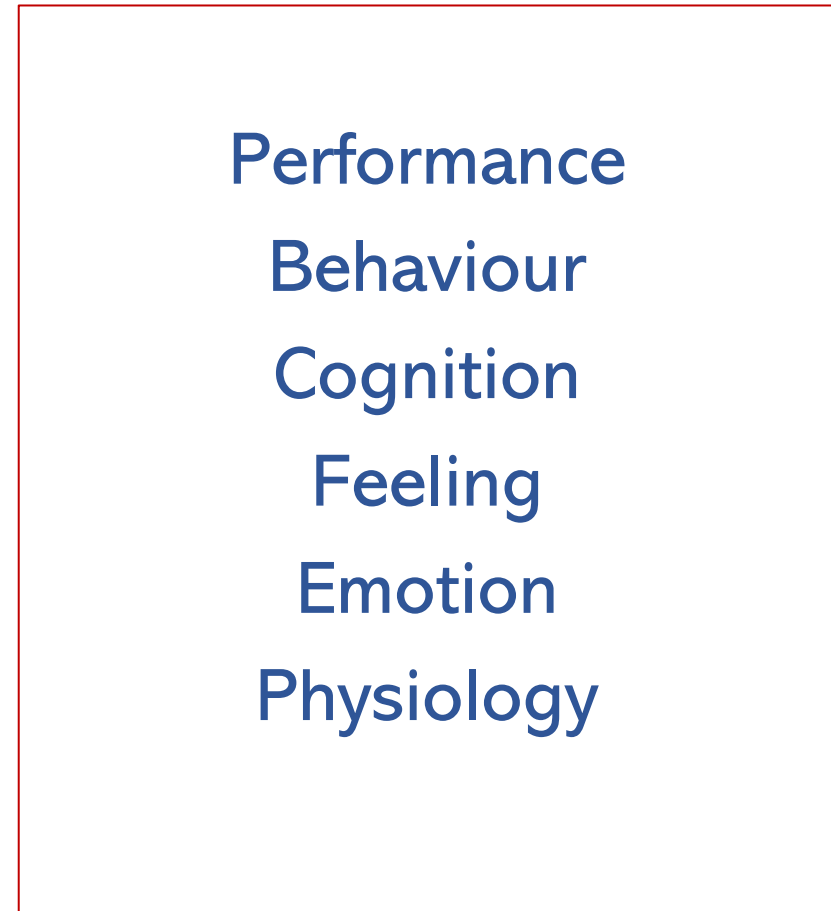 Performance
Behaviour
Cognition
Feeling
Emotion
Physiology